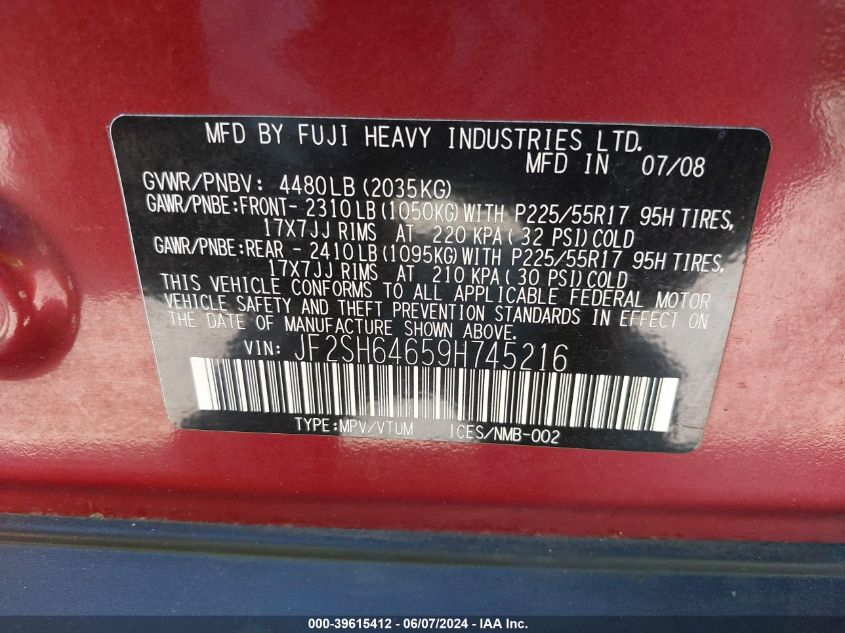 MFD BY FUJI HEAVY INDUSTRIES LTD.
MFD IN 07/08
GVWR/PNBV: 4480LB(2035KG)
GAWR/PNBE:FRONT- 2310LB(1050KG)WITH P225/55R17 95H TIRES,
17X7JJ RIMS AT 220 KPA( 32 PSI)COLD
GAWR/PNBE:REAR - 2410LB(1095KG)WITH P225/55R17 95H TIRES,
17X7JJ RIMS AT 210 KPA( 30 PSI)COLD
THIS VEHICLE CONFORMS TO ALL APPLICABLE FEDERAL MOTOR
VEHICLE SAFETY AND THEFT PREVENTION STANDARDS IN EFFECT ON
THE DATE OF MANUFACTURE SHOWN ABOVE.
VIN: JF2SH64659H745216
TYPE:MPV/VTUM ICES/NMB-002
000-39615412 - 06/07/2024 - IAA Inc.